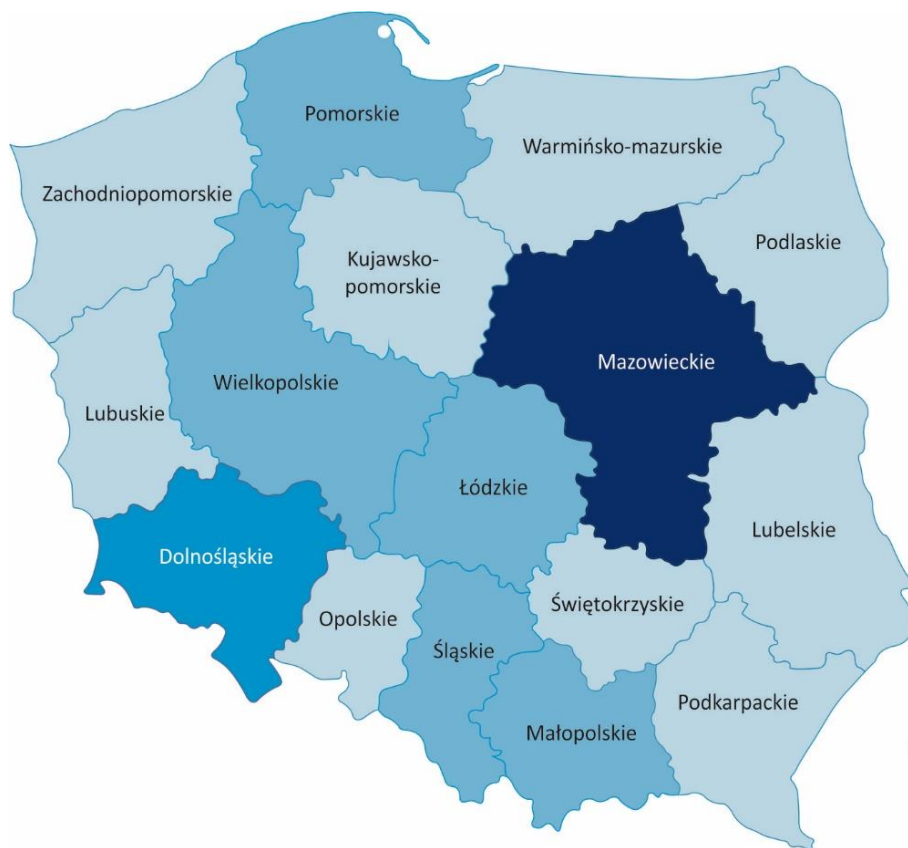 Pomorskie
Warmińsko-mazurskie
Zachodniopomorskie
Podlaskie
Kujawsko-
pomorskie
Mazowieckie
Wielkopolskie
Lubuskie
Łódzkie
Lubelskie
Dolnośląskie
Świętokrzyskie
Opolskie
Śląskie
Podkarpackie
Małopolskie